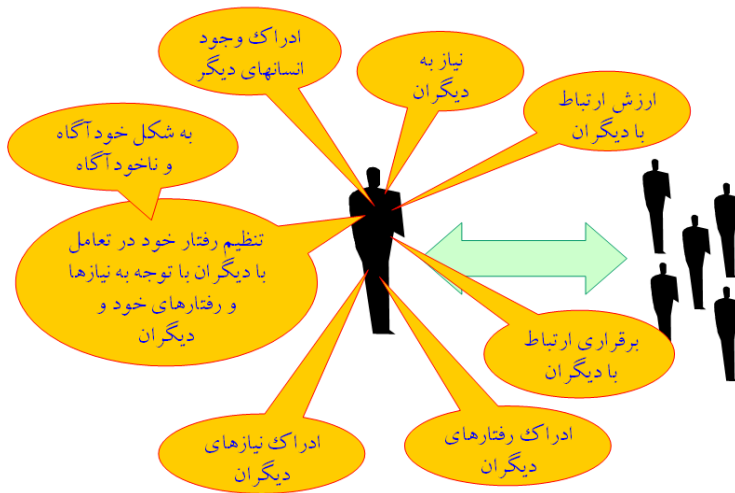 ادراک وجود
انسانهای دیگر
نیاز به
دیگران
ارزش ارتباط
با دیگران
به شکل خودآگاه
و ناخودآگاه
تنظیم رفتار خود در تعامل
با دیگران با توجه به نیازها
و رفتارهای خود و
دیگران
برقراری ارتباط
با دیگران
ادراک نیازهای
دیگران
ادراک رفتارهای
دیگران